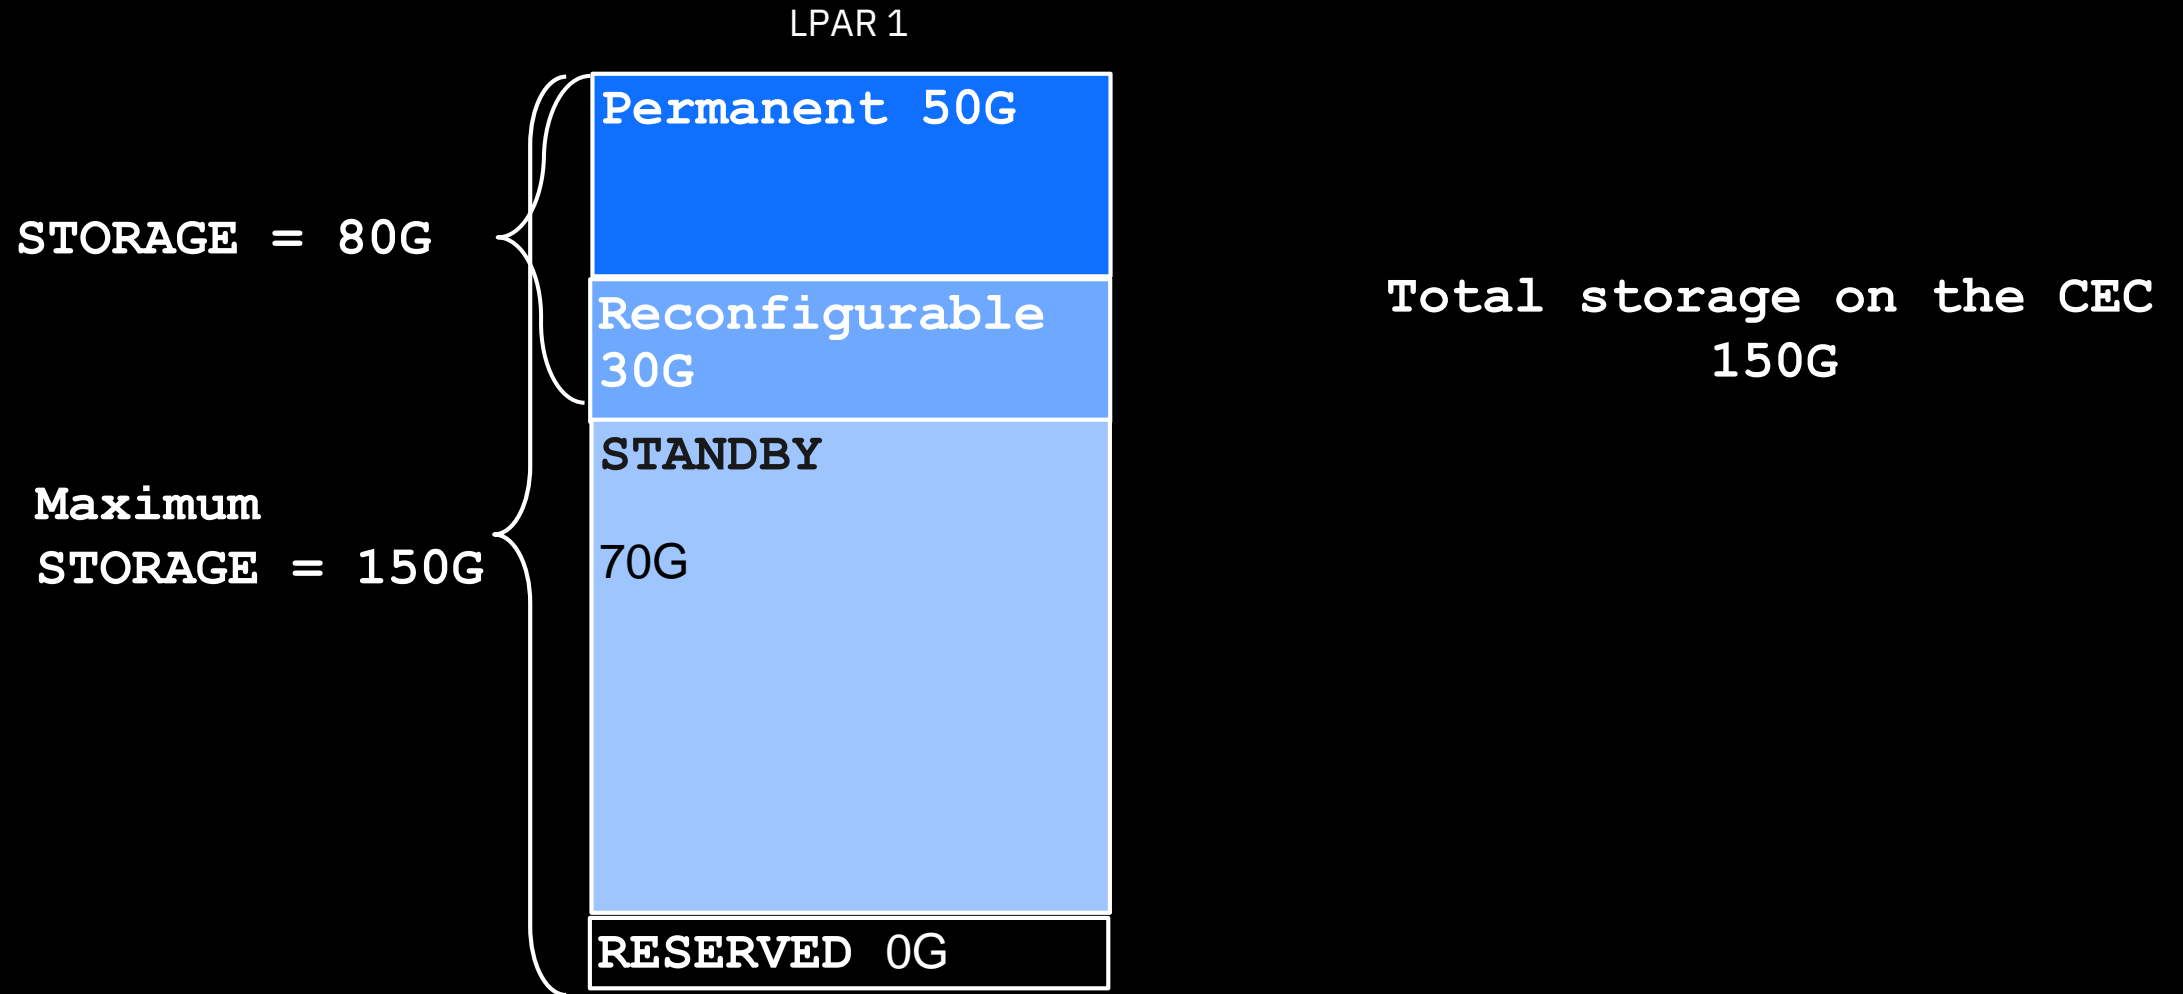 LPAR 1
Permanent 50G
STORAGE = 80G
Reconfigurable
30G
Total storage on the CEC
150G
STANDBY
70G
Maximum
STORAGE = 150G
RESERVED 0G